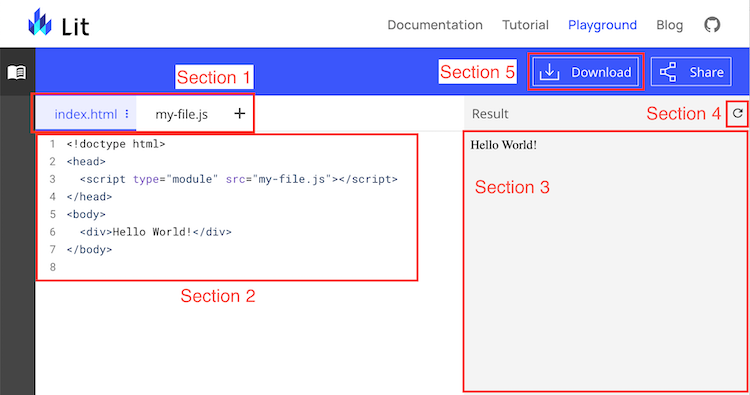 Lit
Documentation Tutorial Playground Blog
Section 1
Section 5
Download
Share
index.html my-file.js +
Result
Section 4
1 <!doctype html>
2 <head>
3   <script type="module" src="my-file.js"></script>
4 </head>
5 <body>
6   <div>Hello World!</div>
7 </body>
8
Hello World!
Section 3
Section 2